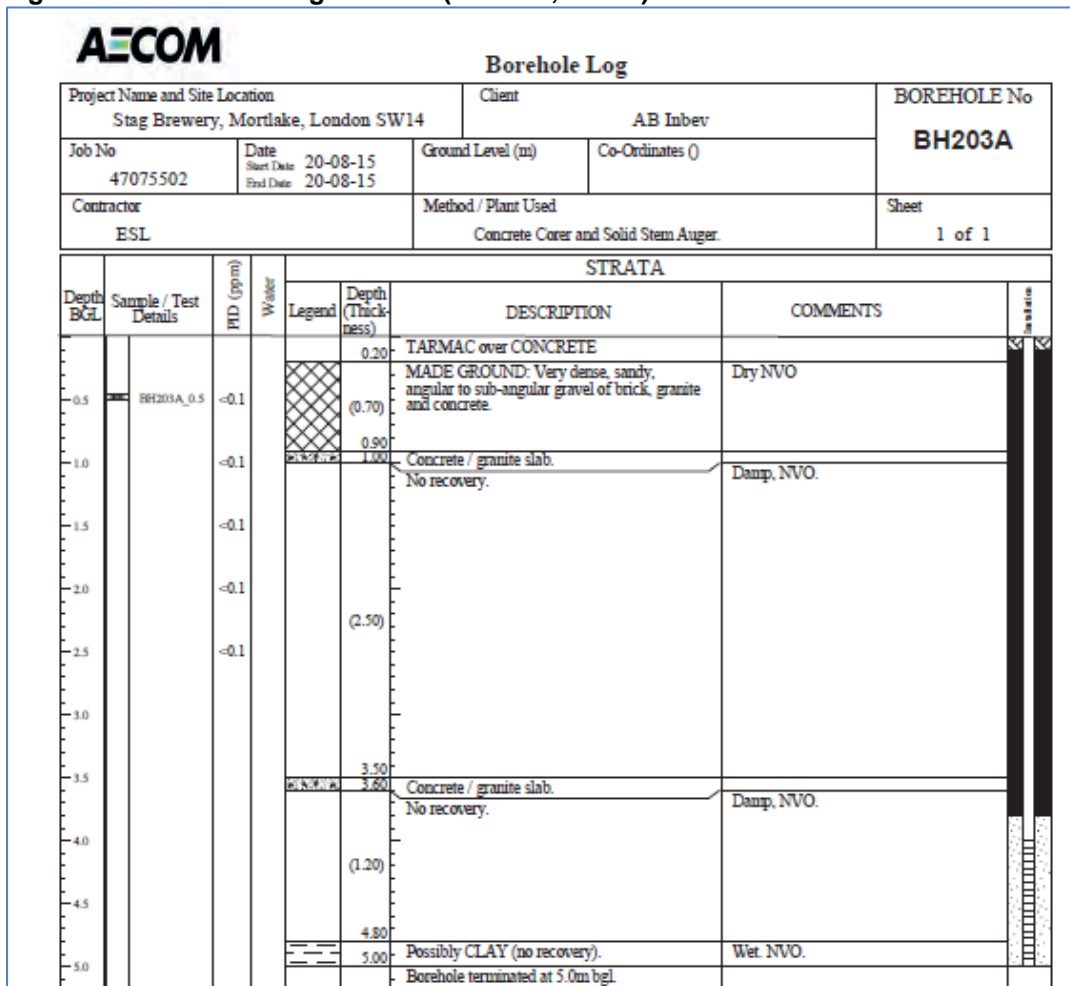 AECOM
Borehole Log
Project Name and Site Location
Stag Brewery, Mortlake, London SW14
Client
AB Inbev
BOREHOLE No
BH203A
Job No
47075502
Date
Start Date 20-08-15
End Date 20-08-15
Ground Level (m)
Co-Ordinates ()
Contractor
ESL
Method / Plant Used
Concrete Corer and Solid Stem Auger.
Sheet
1 of 1
STRATA
Depth
BGL
Sample / Test
Details
PID (ppm)
Water
Legend
Depth
(Thick-
ness)
DESCRIPTION
COMMENTS
Installation
0.20 TARMAC over CONCRETE
MADE GROUND: Very dense, sandy, Dry NVO
angular to sub-angular gravel of brick, granite
0.5 BH203A_0.5 <0.1 (0.70) and concrete.
0.90
1.0 <0.1 1.00 Concrete / granite slab.
No recovery. Damp, NVO.
1.5 <0.1
2.0 <0.1
(2.50)
2.5 <0.1
3.0
3.50
3.5 3.60 Concrete / granite slab.
No recovery. Damp, NVO.
4.0
(1.20)
4.5
4.80
5.00 Possibly CLAY (no recovery). Wet. NVO.
5.0 Borehole terminated at 5.0m bgl.